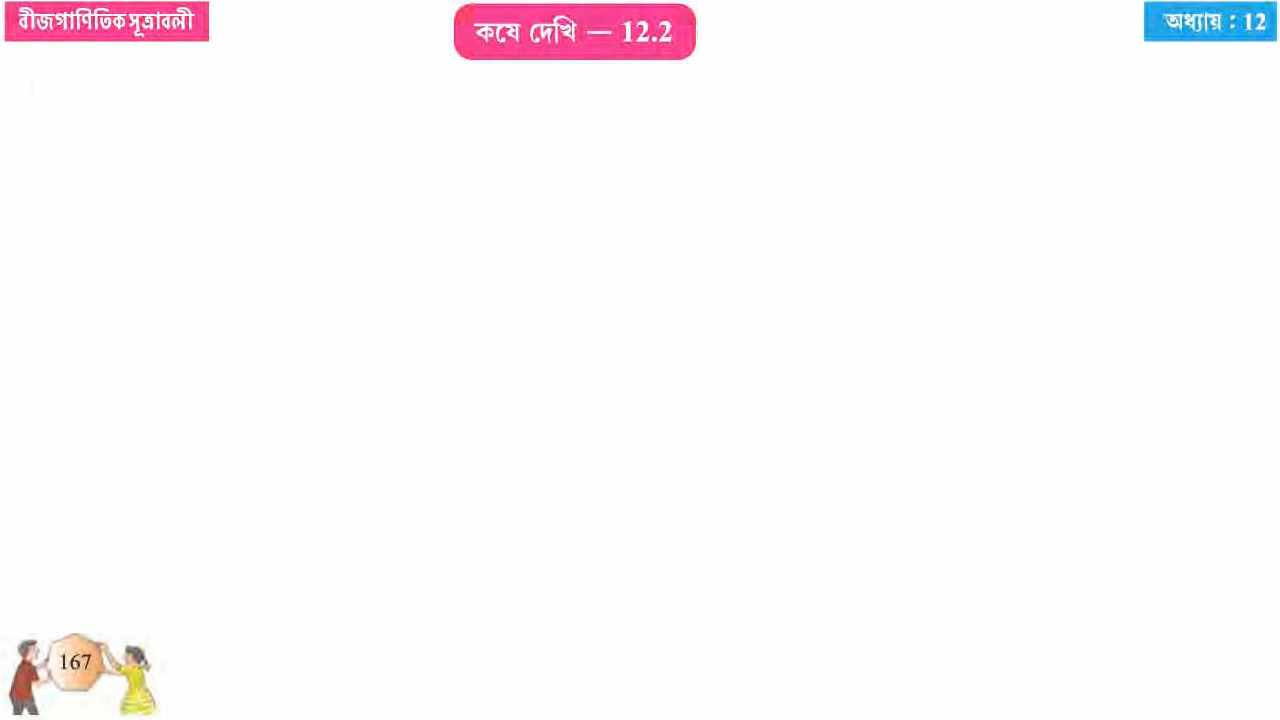 বীজগাণিতিক সূত্রাবলী
কষে দেখি — 12.2
অধ্যায় : 12
167